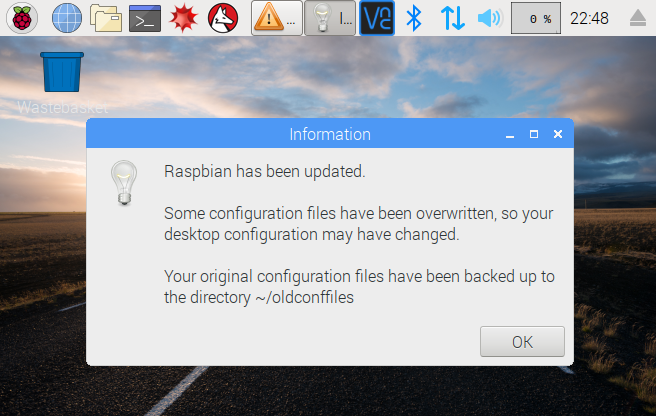 ...
I...
0 %
22:48
Wastebasket
Information
Raspbian has been updated.
Some configuration files have been overwritten, so your
desktop configuration may have changed.
Your original configuration files have been backed up to
the directory ~/oldconffiles
OK